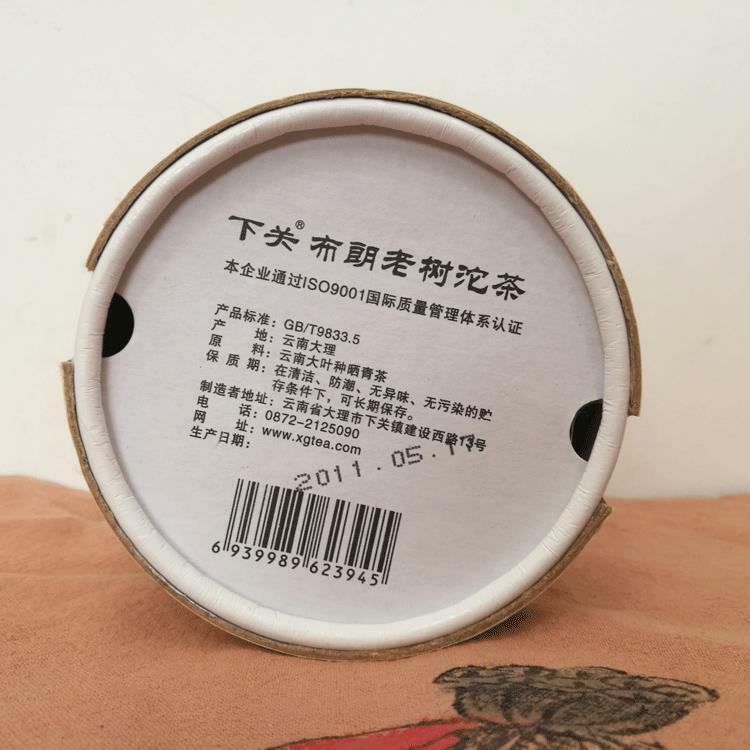 下关® 布朗老树沱茶
本企业通过ISO9001国际质量管理体系认证
产品标准: GB/T9833.5
产 地: 云南大理
原 料: 云南大叶种晒青茶
保 质 期: 在清洁、防潮、无异味、无污染的贮
存条件下, 可长期保存。
制造者地址: 云南省大理市下关镇建设西路13号
电 话: 0872-2125090
网 址: www.xgtea.com
生产日期:
2011.05.
6 939989 623945